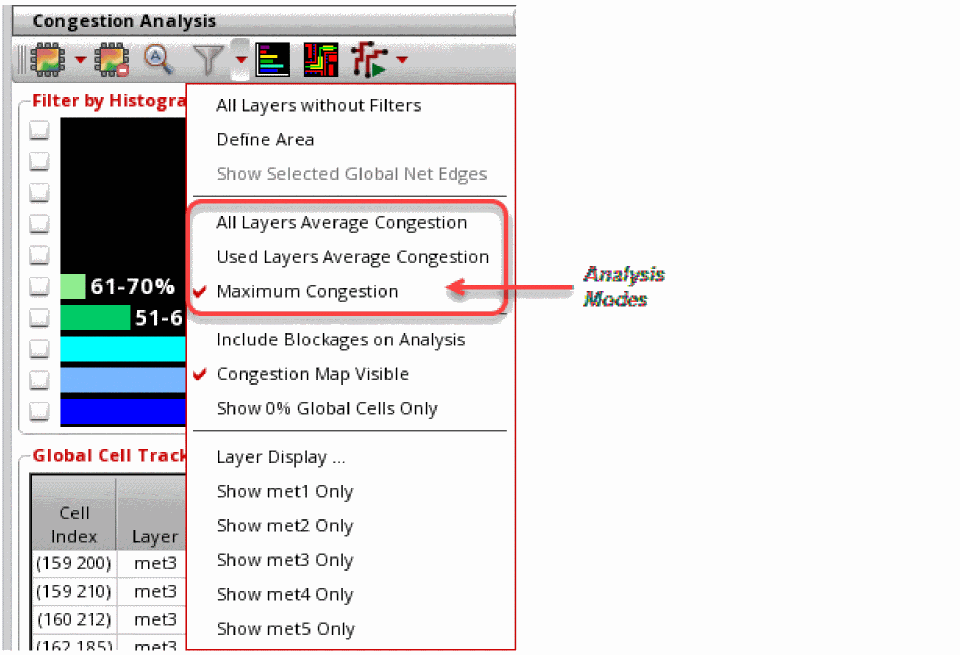 Congestion Analysis
Filter by Histogra
All Layers without Filters
Define Area
Show Selected Global Net Edges
All Layers Average Congestion
Used Layers Average Congestion
Maximum Congestion
Analysis
Modes
61-70%
51-6
Include Blockages on Analysis
Congestion Map Visible
Show 0% Global Cells Only
Layer Display ...
Show met1 Only
Show met2 Only
Show met3 Only
Show met4 Only
Show met5 Only
Global Cell Track
Cell
Index
Layer
(159 200) met3
(159 210) met3
(160 212) met3
(162 185) met3